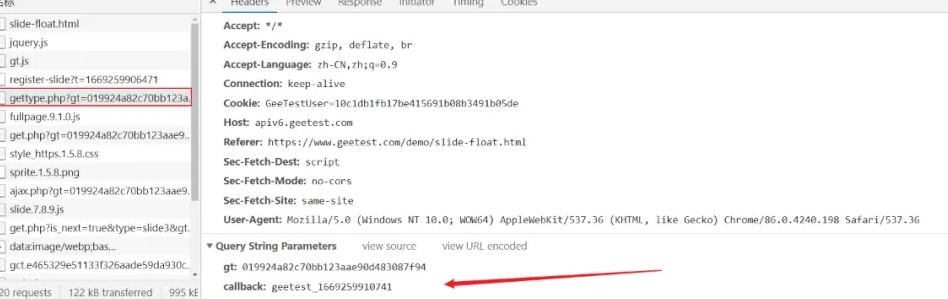 名称
Headers Preview Response Initiator Timing Cookies
slide-float.html
jquery.js
gt.js
register-slide?t=1669259906471
gettype.php?gt=019924a82c70bb123a...
fullpage.9.1.0.js
get.php?gt=019924a82c70bb123aae9...
style_https.1.5.8.css
sprite.1.5.8.png
ajax.php?gt=019924a82c70bb123aae9...
slide.7.8.9.js
get.php?is_next=true&type=slide3&gt...
data:image/webp;bas...
gct.e465329e51133f326aade59da930c...
20 requests 122 kB transferred 995 kE
Accept: */*
Accept-Encoding: gzip, deflate, br
Accept-Language: zh-CN,zh;q=0.9
Connection: keep-alive
Cookie: GeeTestUser=10c1db1fb17be415691b08b3491b05de
Host: apiv6.geetest.com
Referer: https://www.geetest.com/demo/slide-float.html
Sec-Fetch-Dest: script
Sec-Fetch-Mode: no-cors
Sec-Fetch-Site: same-site
User-Agent: Mozilla/5.0 (Windows NT 10.0; WOW64) AppleWebKit/537.36 (KHTML, like Gecko) Chrome/86.0.4240.198 Safari/537.36
Query String Parameters view source view URL encoded
gt: 019924a82c70bb123aae90d483087f94
callback: geetest_1669259910741